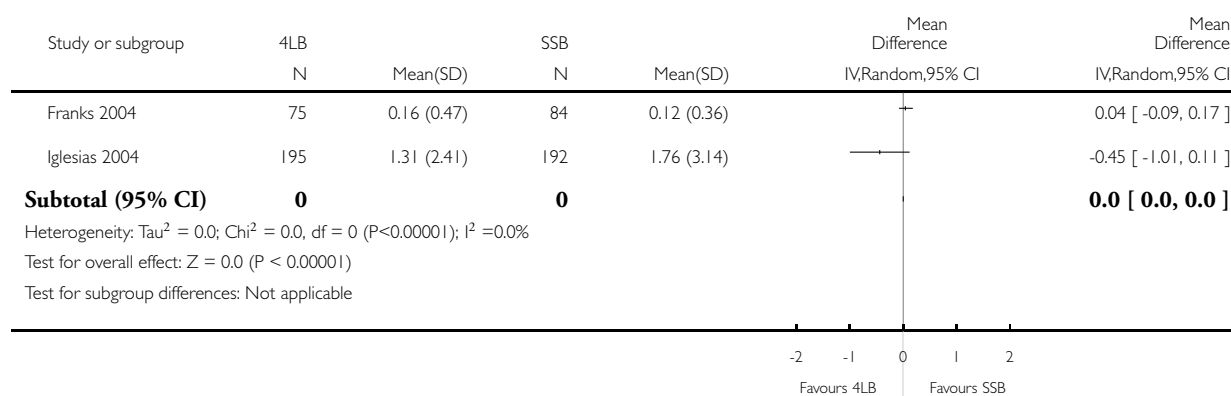 Mean Mean
Study or subgroup 4LB SSB Difference Difference
N Mean(SD) N Mean(SD) IV,Random,95% CI IV,Random,95% CI
Franks 2004 75 0.16 (0.47) 84 0.12 (0.36) 0.04 [ -0.09, 0.17 ]
Iglesias 2004 195 1.31 (2.41) 192 1.76 (3.14) -0.45 [ -1.01, 0.11 ]
Subtotal (95% CI) 0 0 0.0 [ 0.0, 0.0 ]
Heterogeneity: Tau² = 0.0; Chi² = 0.0, df = 0 (P<0.00001); I² =0.0%
Test for overall effect: Z = 0.0 (P < 0.00001)
Test for subgroup differences: Not applicable
-2 -1 0 1 2
Favours 4LB Favours SSB